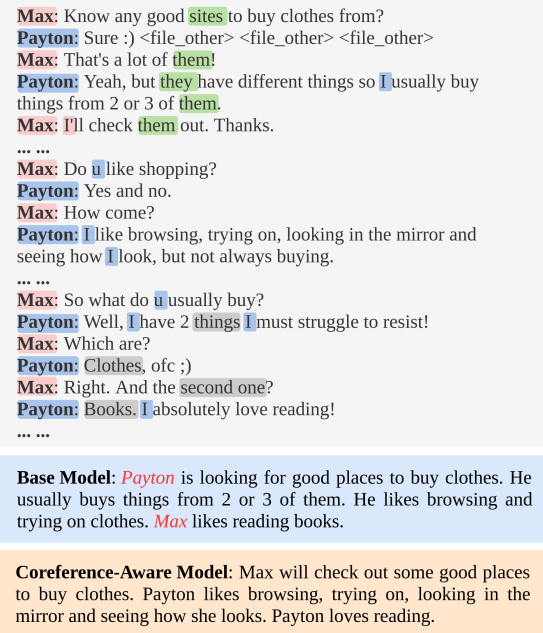 Max: Know any good sites to buy clothes from?
Payton: Sure :) <file_other> <file_other> <file_other>
Max: That's a lot of them!
Payton: Yeah, but they have different things so I usually buy
things from 2 or 3 of them.
Max: I'll check them out. Thanks.
... ...
Max: Do u like shopping?
Payton: Yes and no.
Max: How come?
Payton: I like browsing, trying on, looking in the mirror and
seeing how I look, but not always buying.
... ...
Max: So what do u usually buy?
Payton: Well, I have 2 things I must struggle to resist!
Max: Which are?
Payton: Clothes, ofc ;)
Max: Right. And the second one?
Payton: Books. I absolutely love reading!
... ...
Base Model: Payton is looking for good places to buy clothes. He
usually buys things from 2 or 3 of them. He likes browsing and
trying on clothes. Max likes reading books.
Coreference-Aware Model: Max will check out some good places
to buy clothes. Payton likes browsing, trying on, looking in the
mirror and seeing how she looks. Payton loves reading.